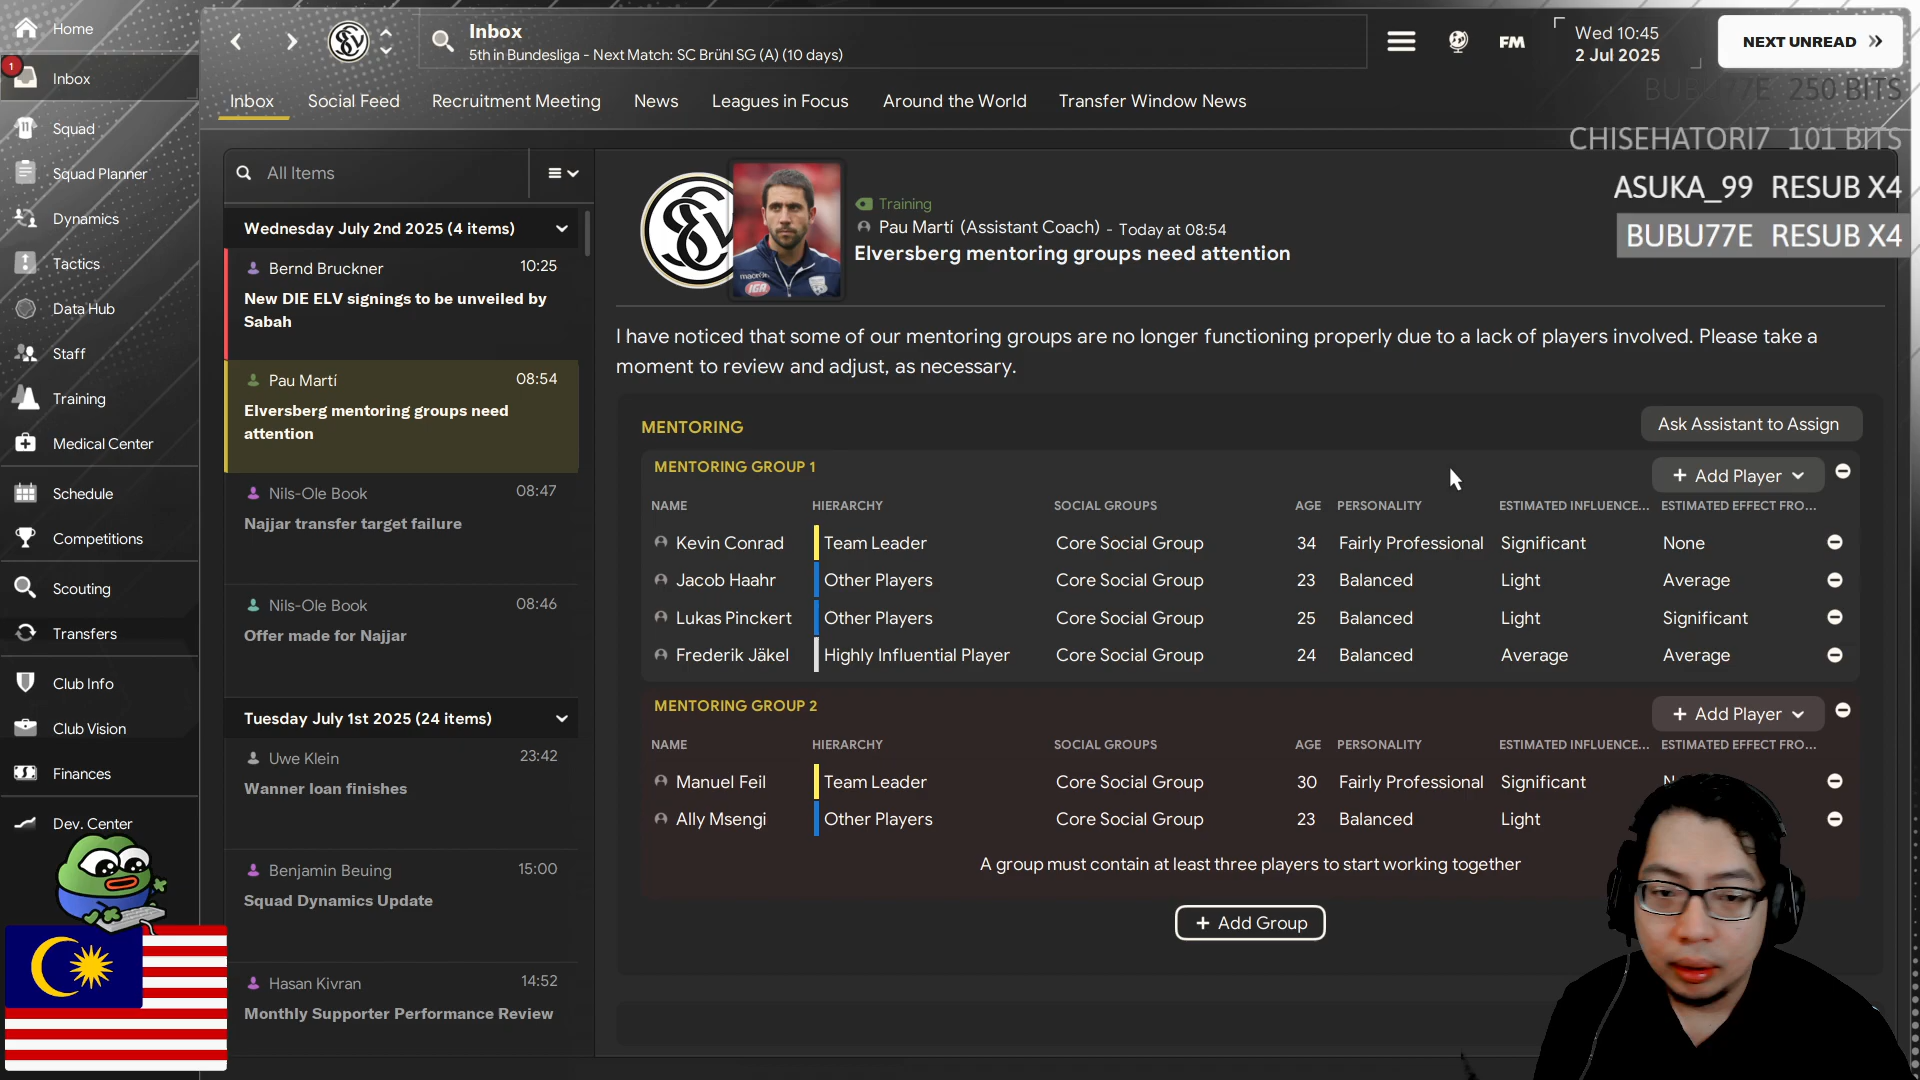 Home
Inbox
5th in Bundesliga - Next Match: SC Brühl SG (A) (10 days)
FM
Wed 10:45
2 Jul 2025
NEXT UNREAD
1
Inbox
Squad
Squad Planner
Dynamics
Tactics
Data Hub
Staff
Training
Medical Center
Schedule
Competitions
Scouting
Transfers
Club Info
Club Vision
Finances
Dev. Center
Inbox
Social Feed
Recruitment Meeting
News
Leagues in Focus
Around the World
Transfer Window News
BUBU77E 250 BITS
CHISEHATORI7 101 BITS
ASUKA_99 RESUB X4
BUBU77E RESUB X4
All Items
Wednesday July 2nd 2025 (4 items)
Bernd Bruckner 10:25
New DIE ELV signings to be unveiled by
Sabah
Pau Martí 08:54
Elversberg mentoring groups need
attention
Nils-Ole Book 08:47
Najjar transfer target failure
Nils-Ole Book 08:46
Offer made for Najjar
Tuesday July 1st 2025 (24 items)
Uwe Klein 23:42
Wanner loan finishes
Benjamin Beuing 15:00
Squad Dynamics Update
Hasan Kivran 14:52
Monthly Supporter Performance Review
Training
Pau Martí (Assistant Coach) - Today at 08:54
Elversberg mentoring groups need attention
I have noticed that some of our mentoring groups are no longer functioning properly due to a lack of players involved. Please take a
moment to review and adjust, as necessary.
MENTORING
Ask Assistant to Assign
MENTORING GROUP 1
+ Add Player
NAME HIERARCHY SOCIAL GROUPS AGE PERSONALITY ESTIMATED INFLUENCE... ESTIMATED EFFECT FRO...
Kevin Conrad Team Leader Core Social Group 34 Fairly Professional Significant None
Jacob Haahr Other Players Core Social Group 23 Balanced Light Average
Lukas Pinckert Other Players Core Social Group 25 Balanced Light Significant
Frederik Jäkel Highly Influential Player Core Social Group 24 Balanced Average Average
MENTORING GROUP 2
+ Add Player
NAME HIERARCHY SOCIAL GROUPS AGE PERSONALITY ESTIMATED INFLUENCE... ESTIMATED EFFECT FRO...
Manuel Feil Team Leader Core Social Group 30 Fairly Professional Significant
Ally Msengi Other Players Core Social Group 23 Balanced Light
A group must contain at least three players to start working together
+ Add Group